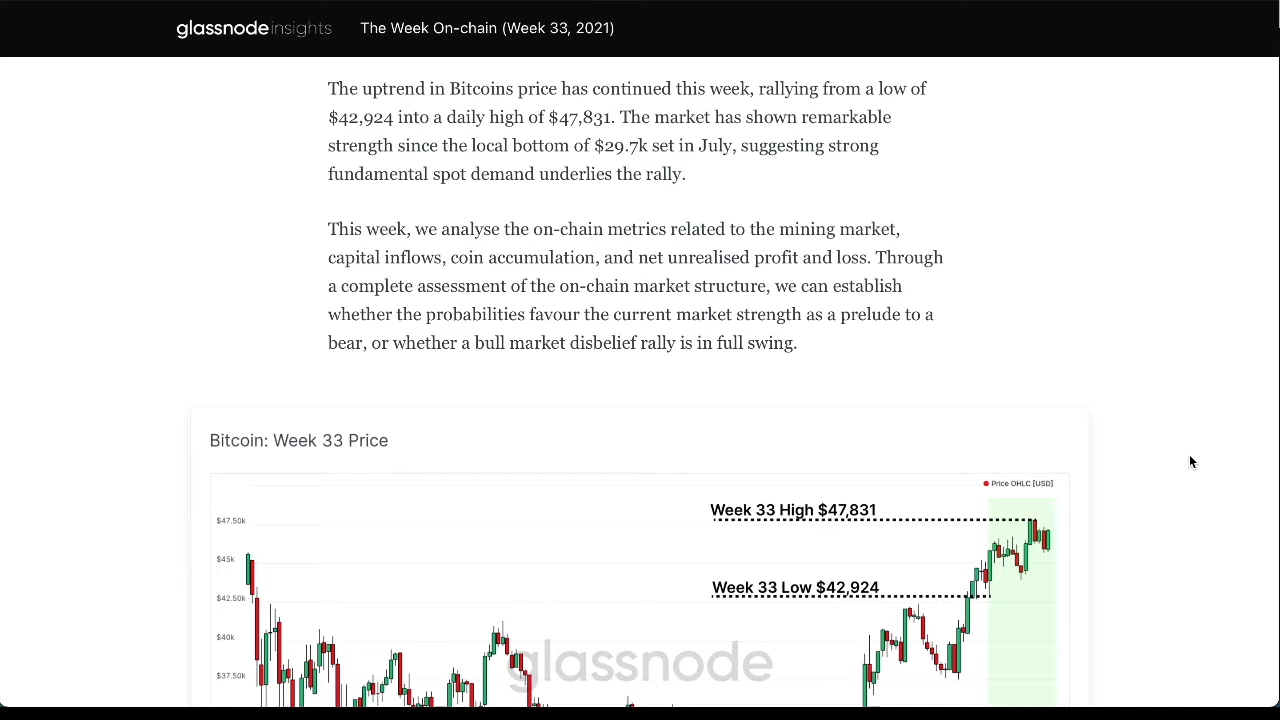 glassnodeinsights The Week On-chain (Week 33, 2021)
The uptrend in Bitcoins price has continued this week, rallying from a low of
$42,924 into a daily high of $47,831. The market has shown remarkable
strength since the local bottom of $29.7k set in July, suggesting strong
fundamental spot demand underlies the rally.
This week, we analyse the on-chain metrics related to the mining market,
capital inflows, coin accumulation, and net unrealised profit and loss. Through
a complete assessment of the on-chain market structure, we can establish
whether the probabilities favour the current market strength as a prelude to a
bear, or whether a bull market disbelief rally is in full swing.
Bitcoin: Week 33 Price
Price OHLC [USD]
Week 33 High $47,831
$47.50k
$45k
Week 33 Low $42,924
$42.50k
$40k
glassnode
$37.50k